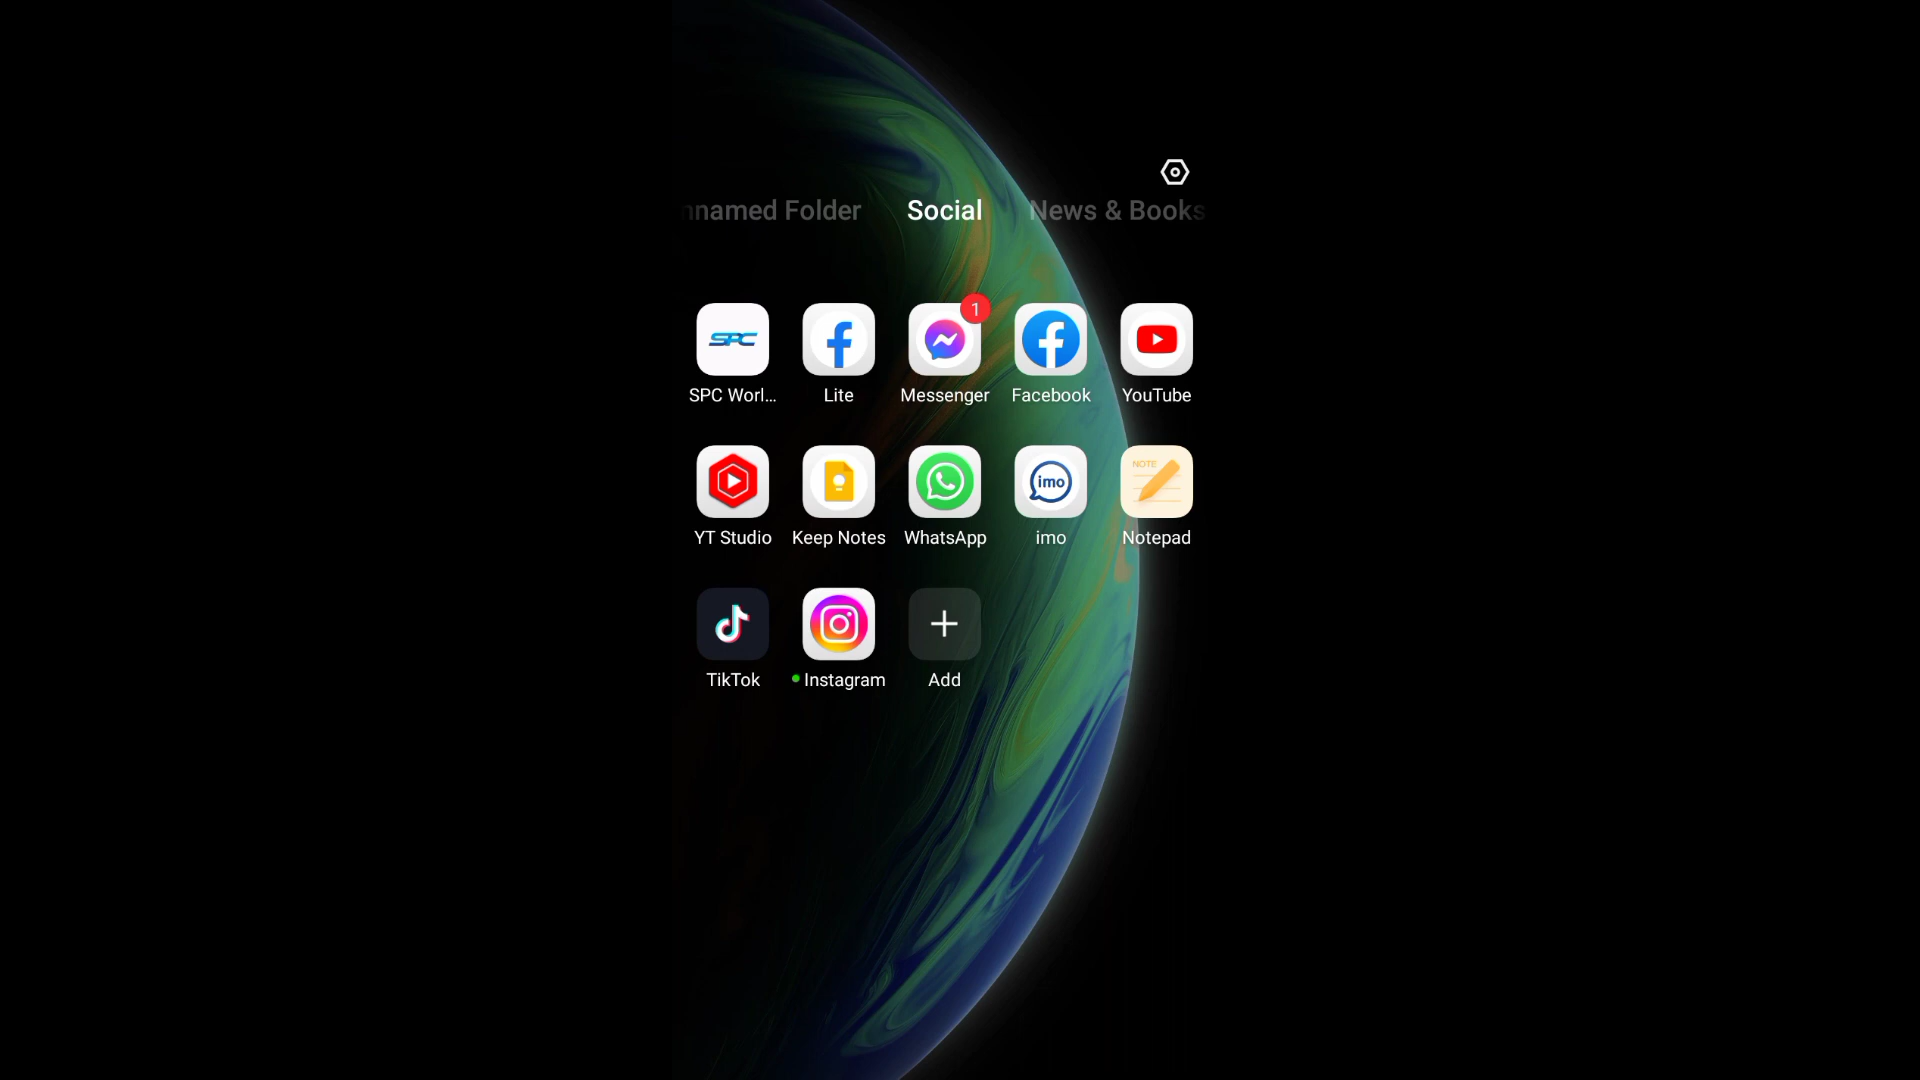 nnamed Folder Social News & Books
1
SPC
SPC Worl... Lite Messenger Facebook YouTube
imo NOTE
YT Studio Keep Notes WhatsApp imo Notepad
TikTok Instagram Add